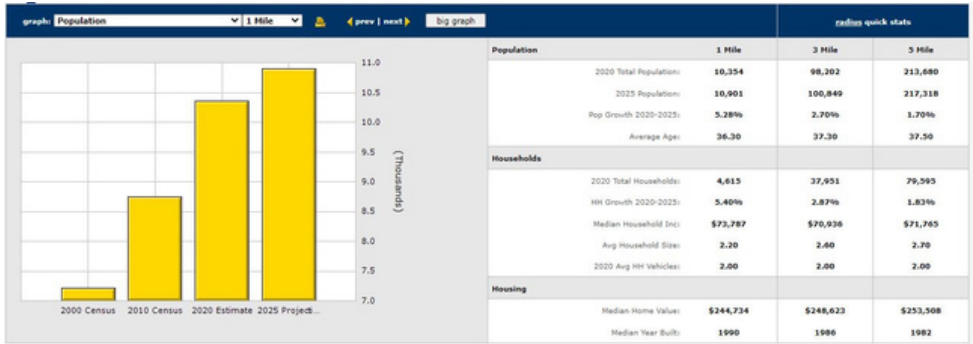 graph: Population 1 Mile prev | next big graph radius quick stats
Population 1 Mile 3 Mile 5 Mile
11.0
10.5
10.0
9.5
9.0
8.5
8.0
7.5
7.0
(Thousands)
2000 Census 2010 Census 2020 Estimate 2025 Projecti...
2020 Total Population: 10,354 98,202 213,680
2025 Population: 10,901 100,849 217,318
Pop Growth 2020-2025: 5.28% 2.70% 1.70%
Average Age: 36.30 37.30 37.50
Households
2020 Total Households: 4,615 37,951 79,595
HH Growth 2020-2025: 5.40% 2.87% 1.83%
Median Household Inc: $73,787 $70,936 $71,765
Avg Household Size: 2.20 2.60 2.70
2020 Avg HH Vehicles: 2.00 2.00 2.00
Housing
Median Home Value: $244,734 $248,623 $253,508
Median Year Built: 1990 1986 1982